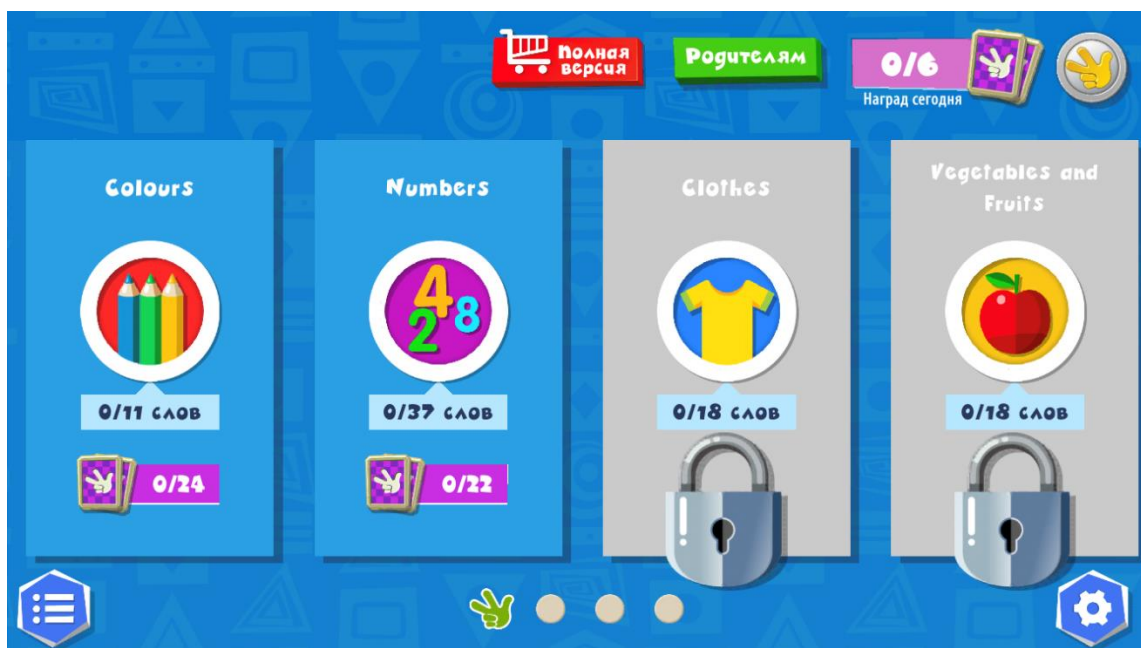 Полная
версия
Родителям
0/6
Наград сегодня
Colours
Numbers
Clothes
Vegetables and
Fruits
4
8
2
0/11 слов
0/37 слов
0/18 слов
0/18 слов
0/24
0/22